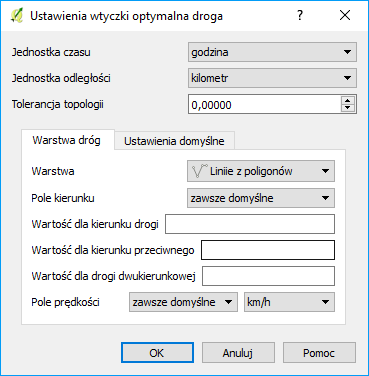 Ustawienia wtyczki optymalna droga
Jednostka czasu godzina
Jednostka odległości kilometr
Tolerancja topologii 0,00000
Warstwa dróg Ustawienia domyślne
Warstwa Linie z poligonów
Pole kierunku zawsze domyślne
Wartość dla kierunku drogi
Wartość dla kierunku przeciwnego
Wartość dla drogi dwukierunkowej
Pole prędkości zawsze domyślne km/h
OK Anuluj Pomoc